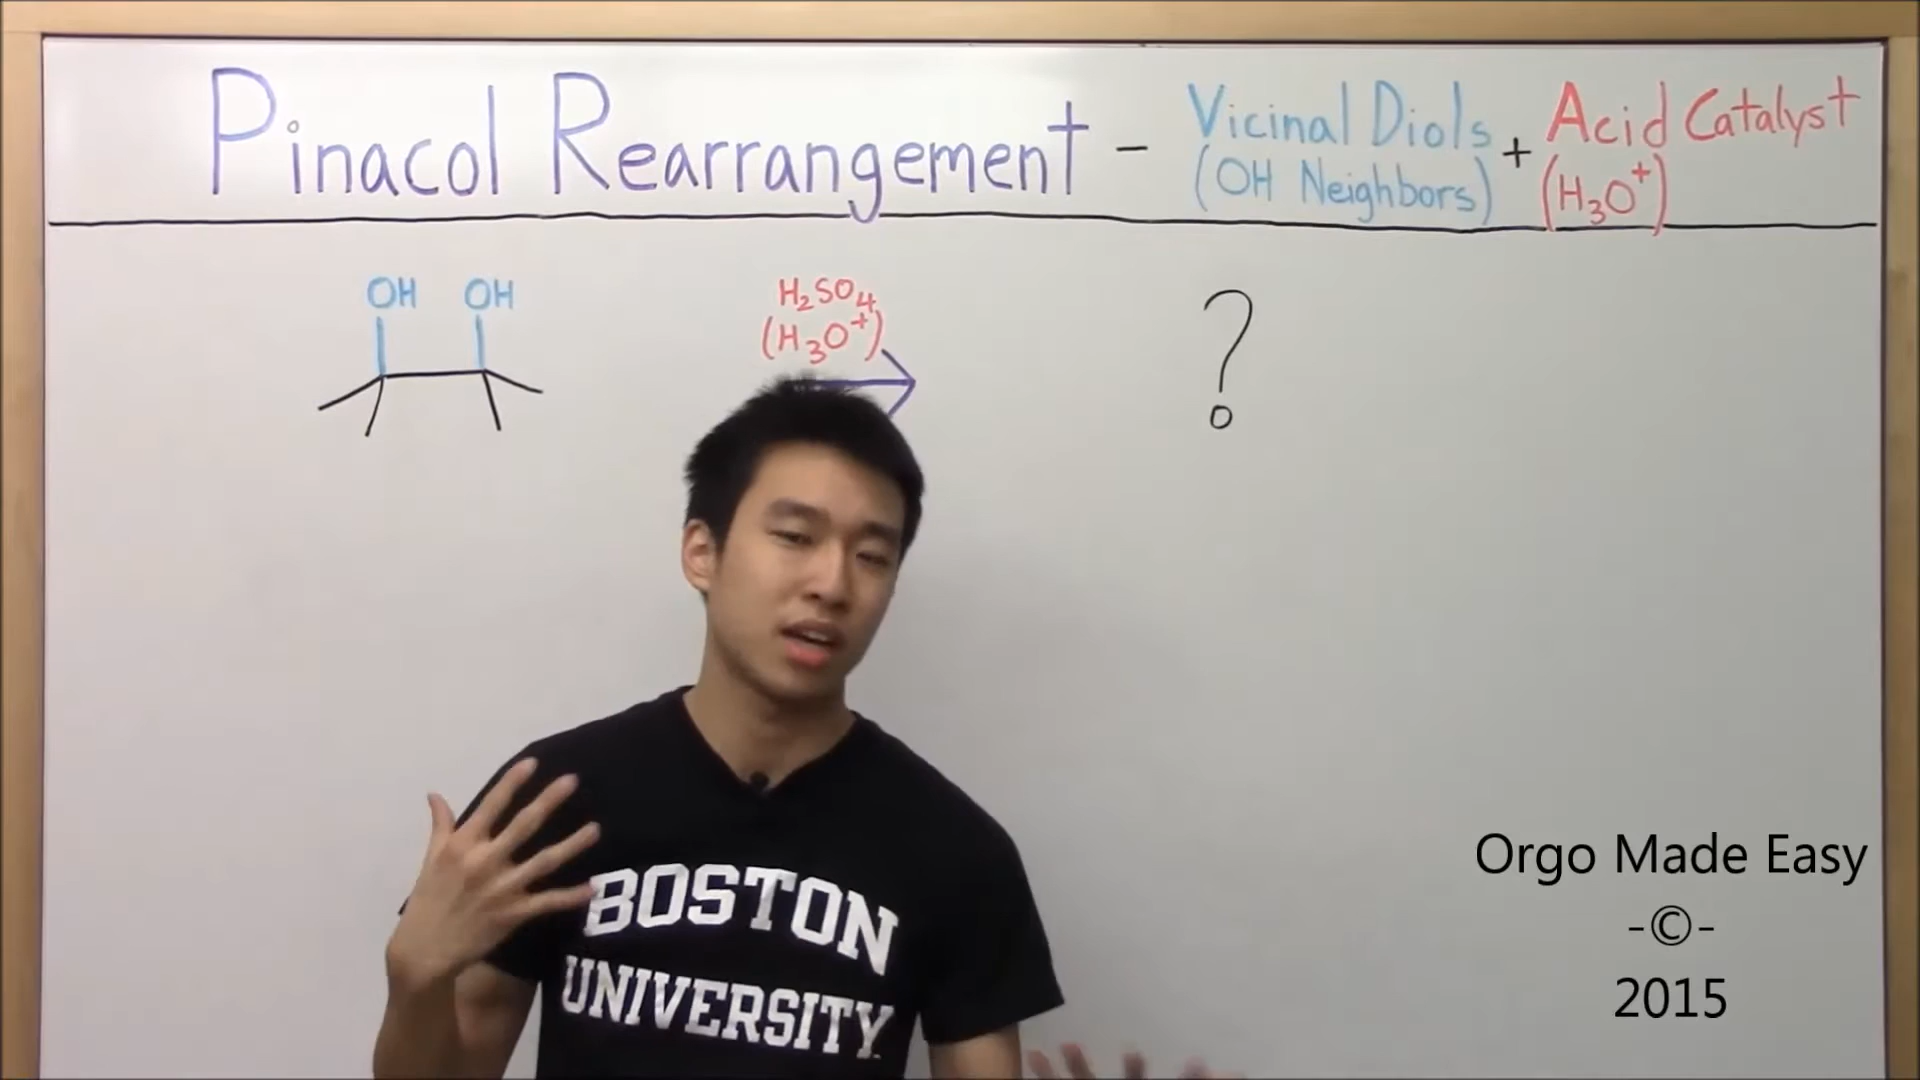 Pinacol Rearrangement - Vicinal Diols + Acid Catalyst
(OH Neighbors) (H₃O⁺)
OH OH
H₂SO₄
(H₃O⁺)
?
BOSTON
UNIVERSITY
Orgo Made Easy
-©-
2015